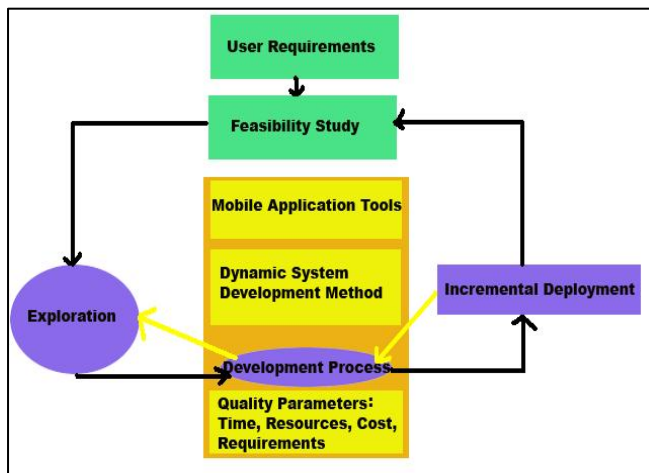 User Requirements
Feasibility Study
Mobile Application Tools
Dynamic System
Development Method
Exploration
Incremental Deployment
Development Process
Quality Parameters:
Time, Resources, Cost,
Requirements